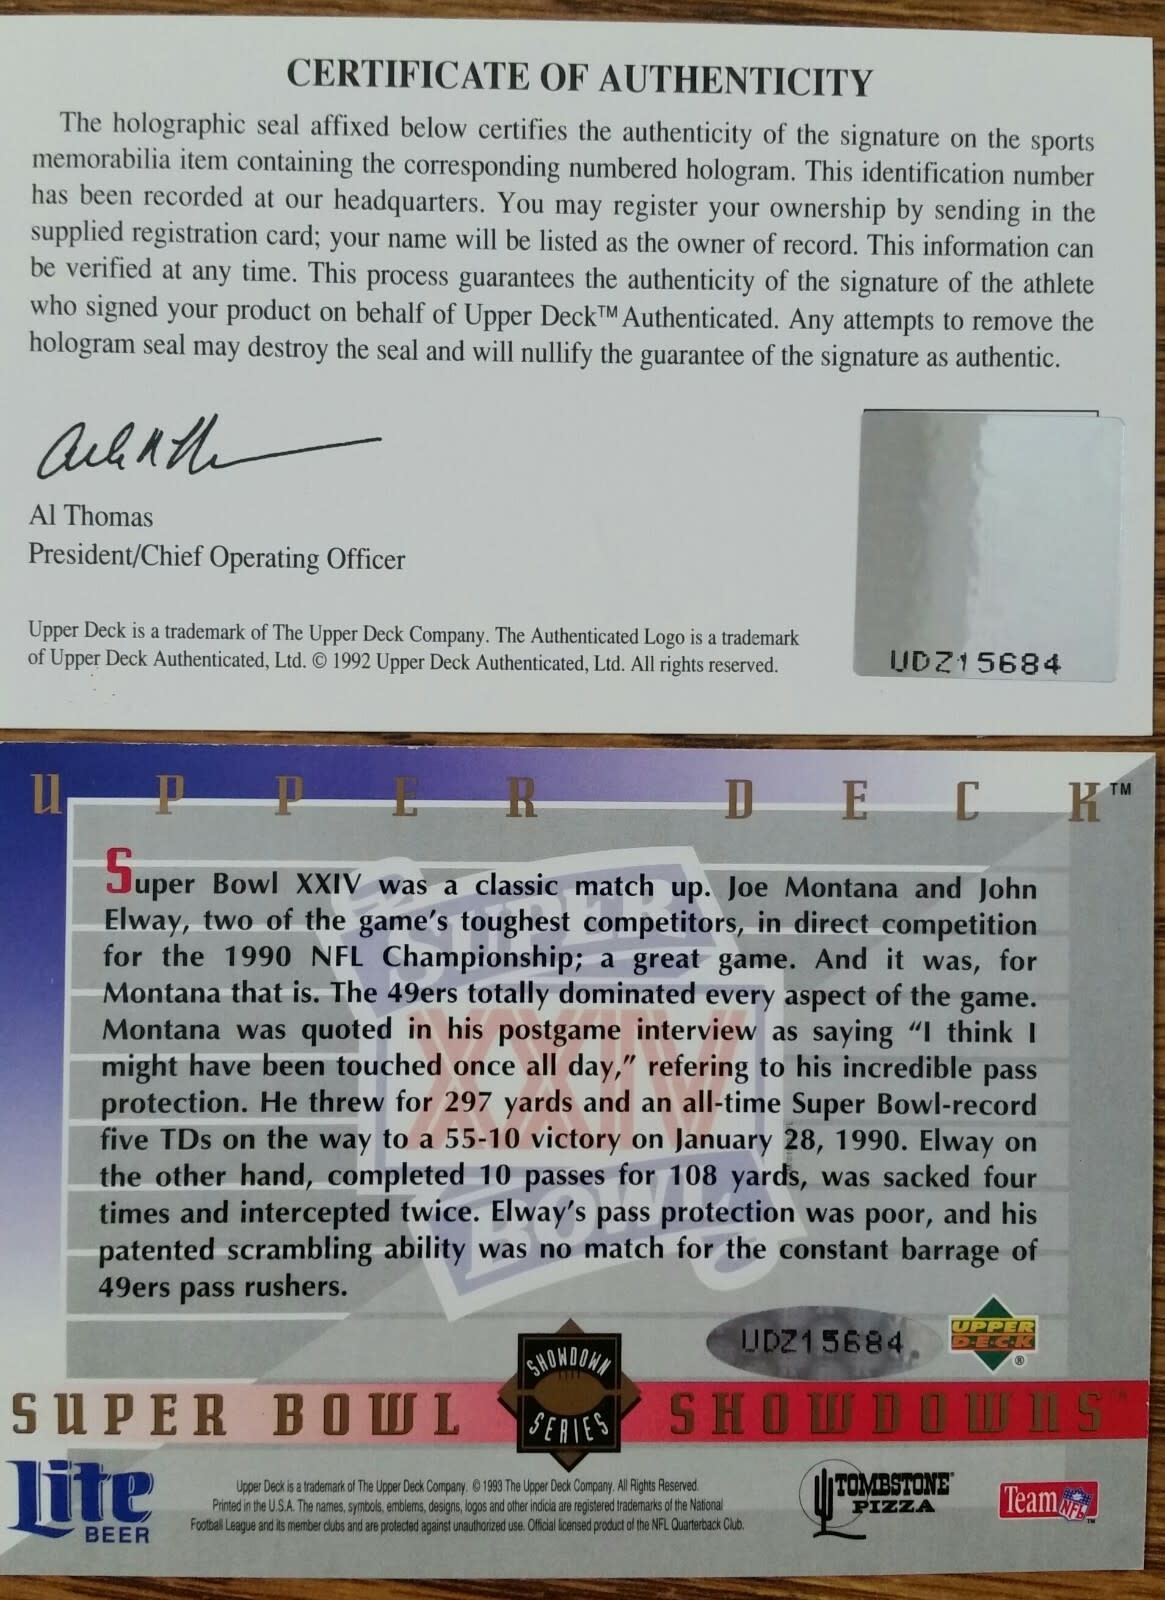 CERTIFICATE OF AUTHENTICITY
The holographic seal affixed below certifies the authenticity of the signature on the sports
memorabilia item containing the corresponding numbered hologram. This identification number
has been recorded at our headquarters. You may register your ownership by sending in the
supplied registration card; your name will be listed as the owner of record. This information can
be verified at any time. This process guarantees the authenticity of the signature of the athlete
who signed your product on behalf of Upper Deck™ Authenticated. Any attempts to remove the
hologram seal may destroy the seal and will nullify the guarantee of the signature as authentic.
Al Thomas
President/Chief Operating Officer
Upper Deck is a trademark of The Upper Deck Company. The Authenticated Logo is a trademark
of Upper Deck Authenticated, Ltd. © 1992 Upper Deck Authenticated, Ltd. All rights reserved.
UDZ15684
UPPER DECK™
Super Bowl XXIV was a classic match up. Joe Montana and John
Elway, two of the game's toughest competitors, in direct competition
for the 1990 NFL Championship; a great game. And it was, for
Montana that is. The 49ers totally dominated every aspect of the game.
Montana was quoted in his postgame interview as saying “I think I
might have been touched once all day,” refering to his incredible pass
protection. He threw for 297 yards and an all-time Super Bowl-record
five TDs on the way to a 55-10 victory on January 28, 1990. Elway on
the other hand, completed 10 passes for 108 yards, was sacked four
times and intercepted twice. Elway's pass protection was poor, and his
patented scrambling ability was no match for the constant barrage of
49ers pass rushers.
SUPER XXIV BOWL
UDZ15684
UPPER DECK ®
SUPER BOWL SHOWDOWNS™
SHOWDOWN SERIES
Lite BEER
Upper Deck is a trademark of The Upper Deck Company. © 1993 The Upper Deck Company. All Rights Reserved.
Printed in the U.S.A. The names, symbols, emblems, designs, logos and other indicia are registered trademarks of the National
Football League and its member clubs and are protected against unauthorized use. Official licensed product of the NFL Quarterback Club.
TOMBSTONE®
PIZZA
Team NFL™